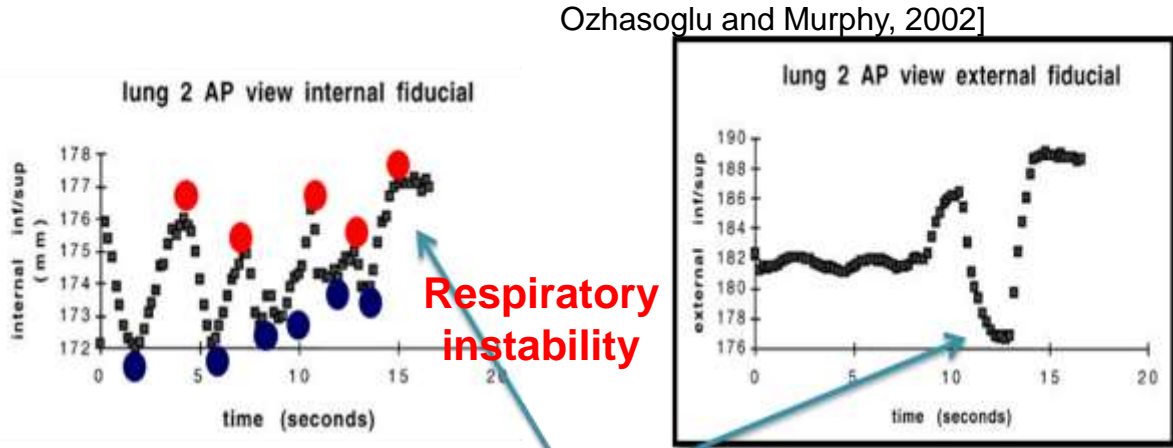 Ozhasoglu and Murphy, 2002]
lung 2 AP view internal fiducial
internal inf/sup
(mm)
178
177
176
175
174
173
172
0
5
10
15
20
time (seconds)
Respiratory
instability
lung 2 AP view external fiducial
external inf/sup
190
188
186
184
182
180
178
176
0
5
10
15
20
time (seconds)